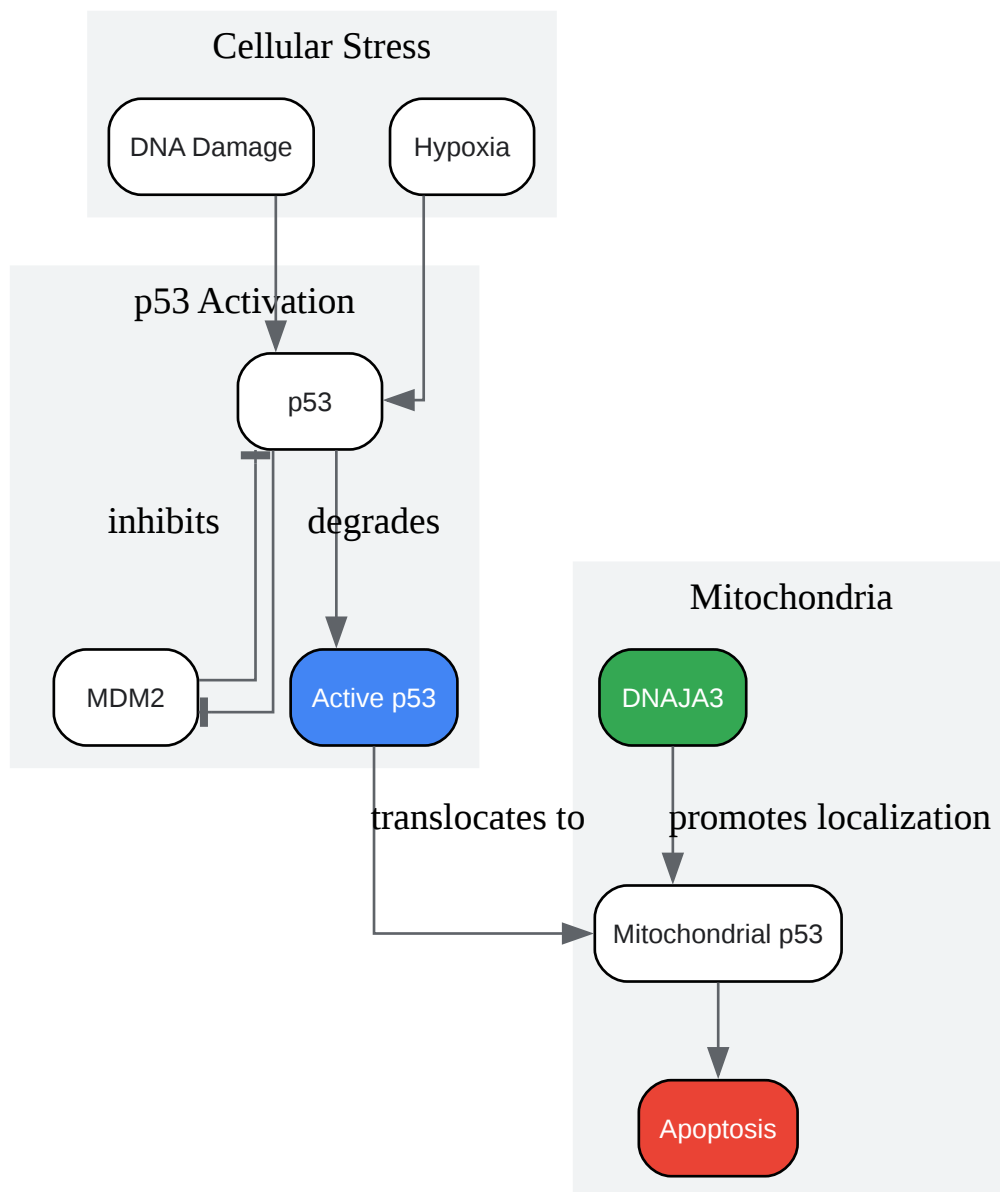 Cellular Stress
DNA Damage
Hypoxia
p53 Activation
p53
inhibits
degrades
Mitochondria
MDM2
Active p53
DNAJA3
translocates to
promotes localization
Mitochondrial p53
Apoptosis